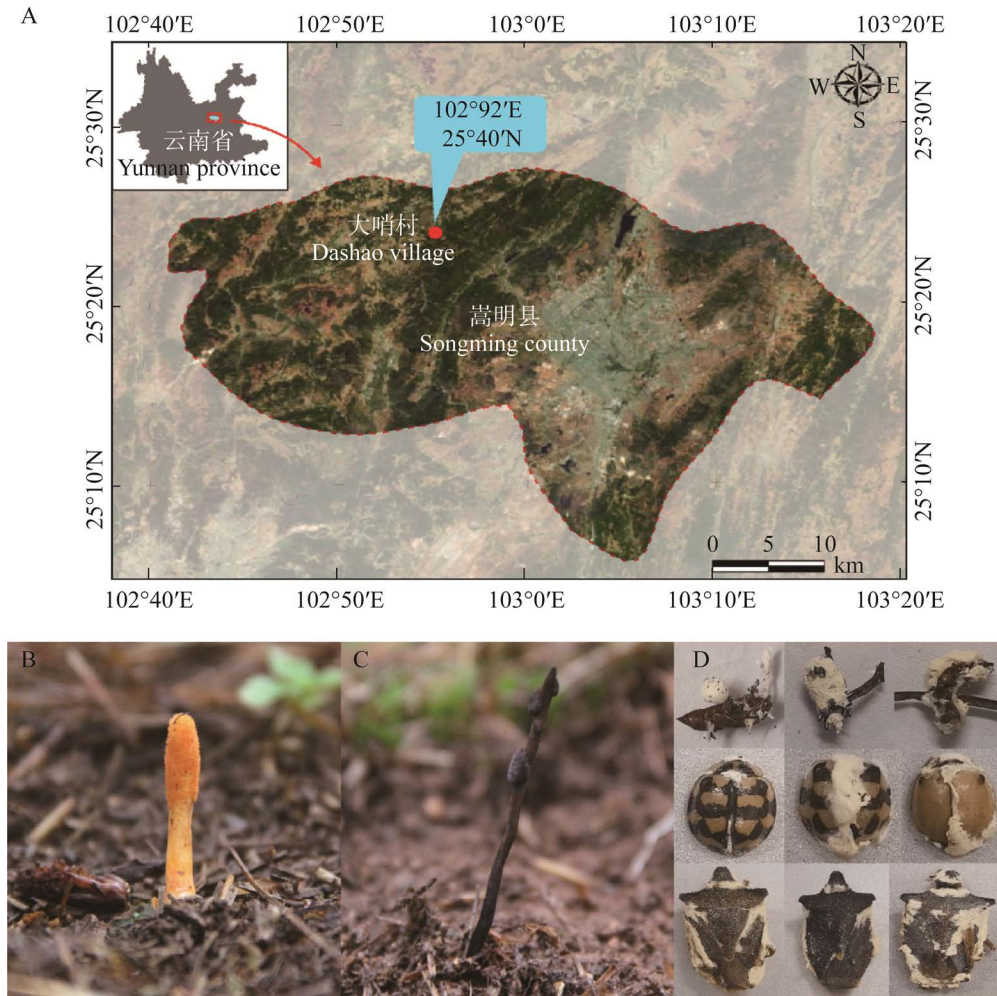 A
102°40′E 102°50′E 103°0′E 103°10′E 103°20′E
25°30′N
25°20′N
25°10′N
云南省
Yunnan province
102°92′E
25°40′N
N
W E
S
25°30′N
25°20′N
25°10′N
大哨村
Dashao village
嵩明县
Songming county
0 5 10
km
102°40′E 102°50′E 103°0′E 103°10′E 103°20′E
B
C
D